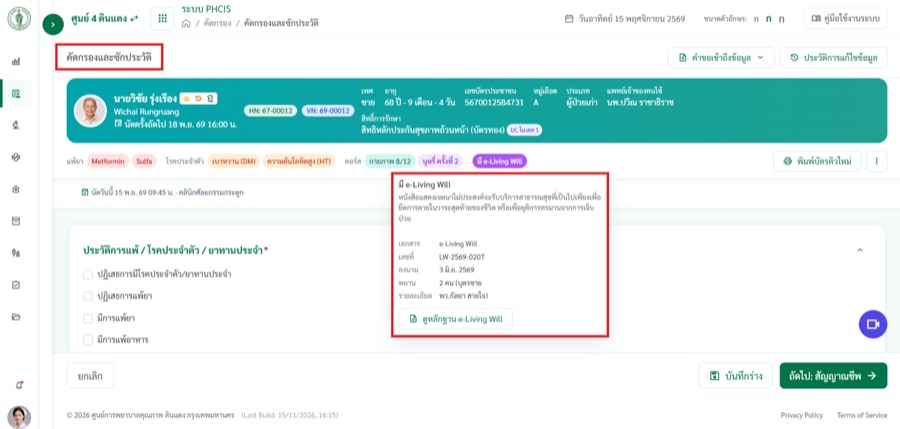 ศูนย์ 4 ดินแดง
ระบบ PHCIS
/ คัดกรอง / คัดกรองและซักประวัติ
วันอาทิตย์ 15 พฤศจิกายน 2569
ขนาดตัวอักษร: ก ก ก
คู่มือใช้งานระบบ
คัดกรองและซักประวัติ
คำขอเข้าถึงข้อมูล
ประวัติการแก้ไขข้อมูล
นายวิชัย รุ่งเรือง
Wichai Rungruang
นัดครั้งถัดไป 18 พ.ย. 69 16:00 น.
HN: 67-00012
VN: 69-00012
เพศ อายุ เลขบัตรประชาชน หมู่เลือด ประเภท แพทย์เจ้าของคนไข้
ชาย 68 ปี - 9 เดือน - 4 วัน 5670012584731 A ผู้ป่วยเก่า นพ.ปวิณ ราชาธิราช
สิทธิ์การรักษา
สิทธิหลักประกันสุขภาพถ้วนหน้า (บัตรทอง) UC โมเดล 1
แพ้ยา Metformin Sulfa โรคประจำตัว เบาหวาน (DM) ความดันโลหิตสูง (HT) คอร์ส กายภาพ 8/12 บุหรี่ ครั้งที่ 2 มี e-Living Will
พิมพ์บัตรคิวใหม่
นัดวันนี้ 15 พ.ย. 69 09:45 น. - คลินิกศัลยกรรมกระดูก
มี e-Living Will
หนังสือแสดงเจตนาไม่ประสงค์จะรับบริการสาธารณสุขที่เป็นไปเพียงเพื่อ
ยืดการตายในวาระสุดท้ายของชีวิต หรือเพื่อยุติการทรมานจากการเจ็บ
ป่วย
เอกสาร e-Living Will
เลขที่ LW-2569-0207
ลงนาม 3 มิ.ย. 2569
พยาน 2 คน (บุตรชาย
รายละเอียด พว.กัลยา สายใจ)
ดูหลักฐาน e-Living Will
ประวัติการแพ้ / โรคประจำตัว / ยาทานประจำ*
ปฏิเสธการมีโรคประจำตัว/ยาทานประจำ
ปฏิเสธการแพ้ยา
มีการแพ้ยา
มีการแพ้อาหาร
ยกเลิก
บันทึกร่าง
ถัดไป: สัญญาณชีพ
© 2026 ศูนย์การพยาบาลคุณภาพ ดินแดง กรุงเทพมหานคร (Last Build: 15/11/2026, 16:15)
Privacy Policy Terms of Service